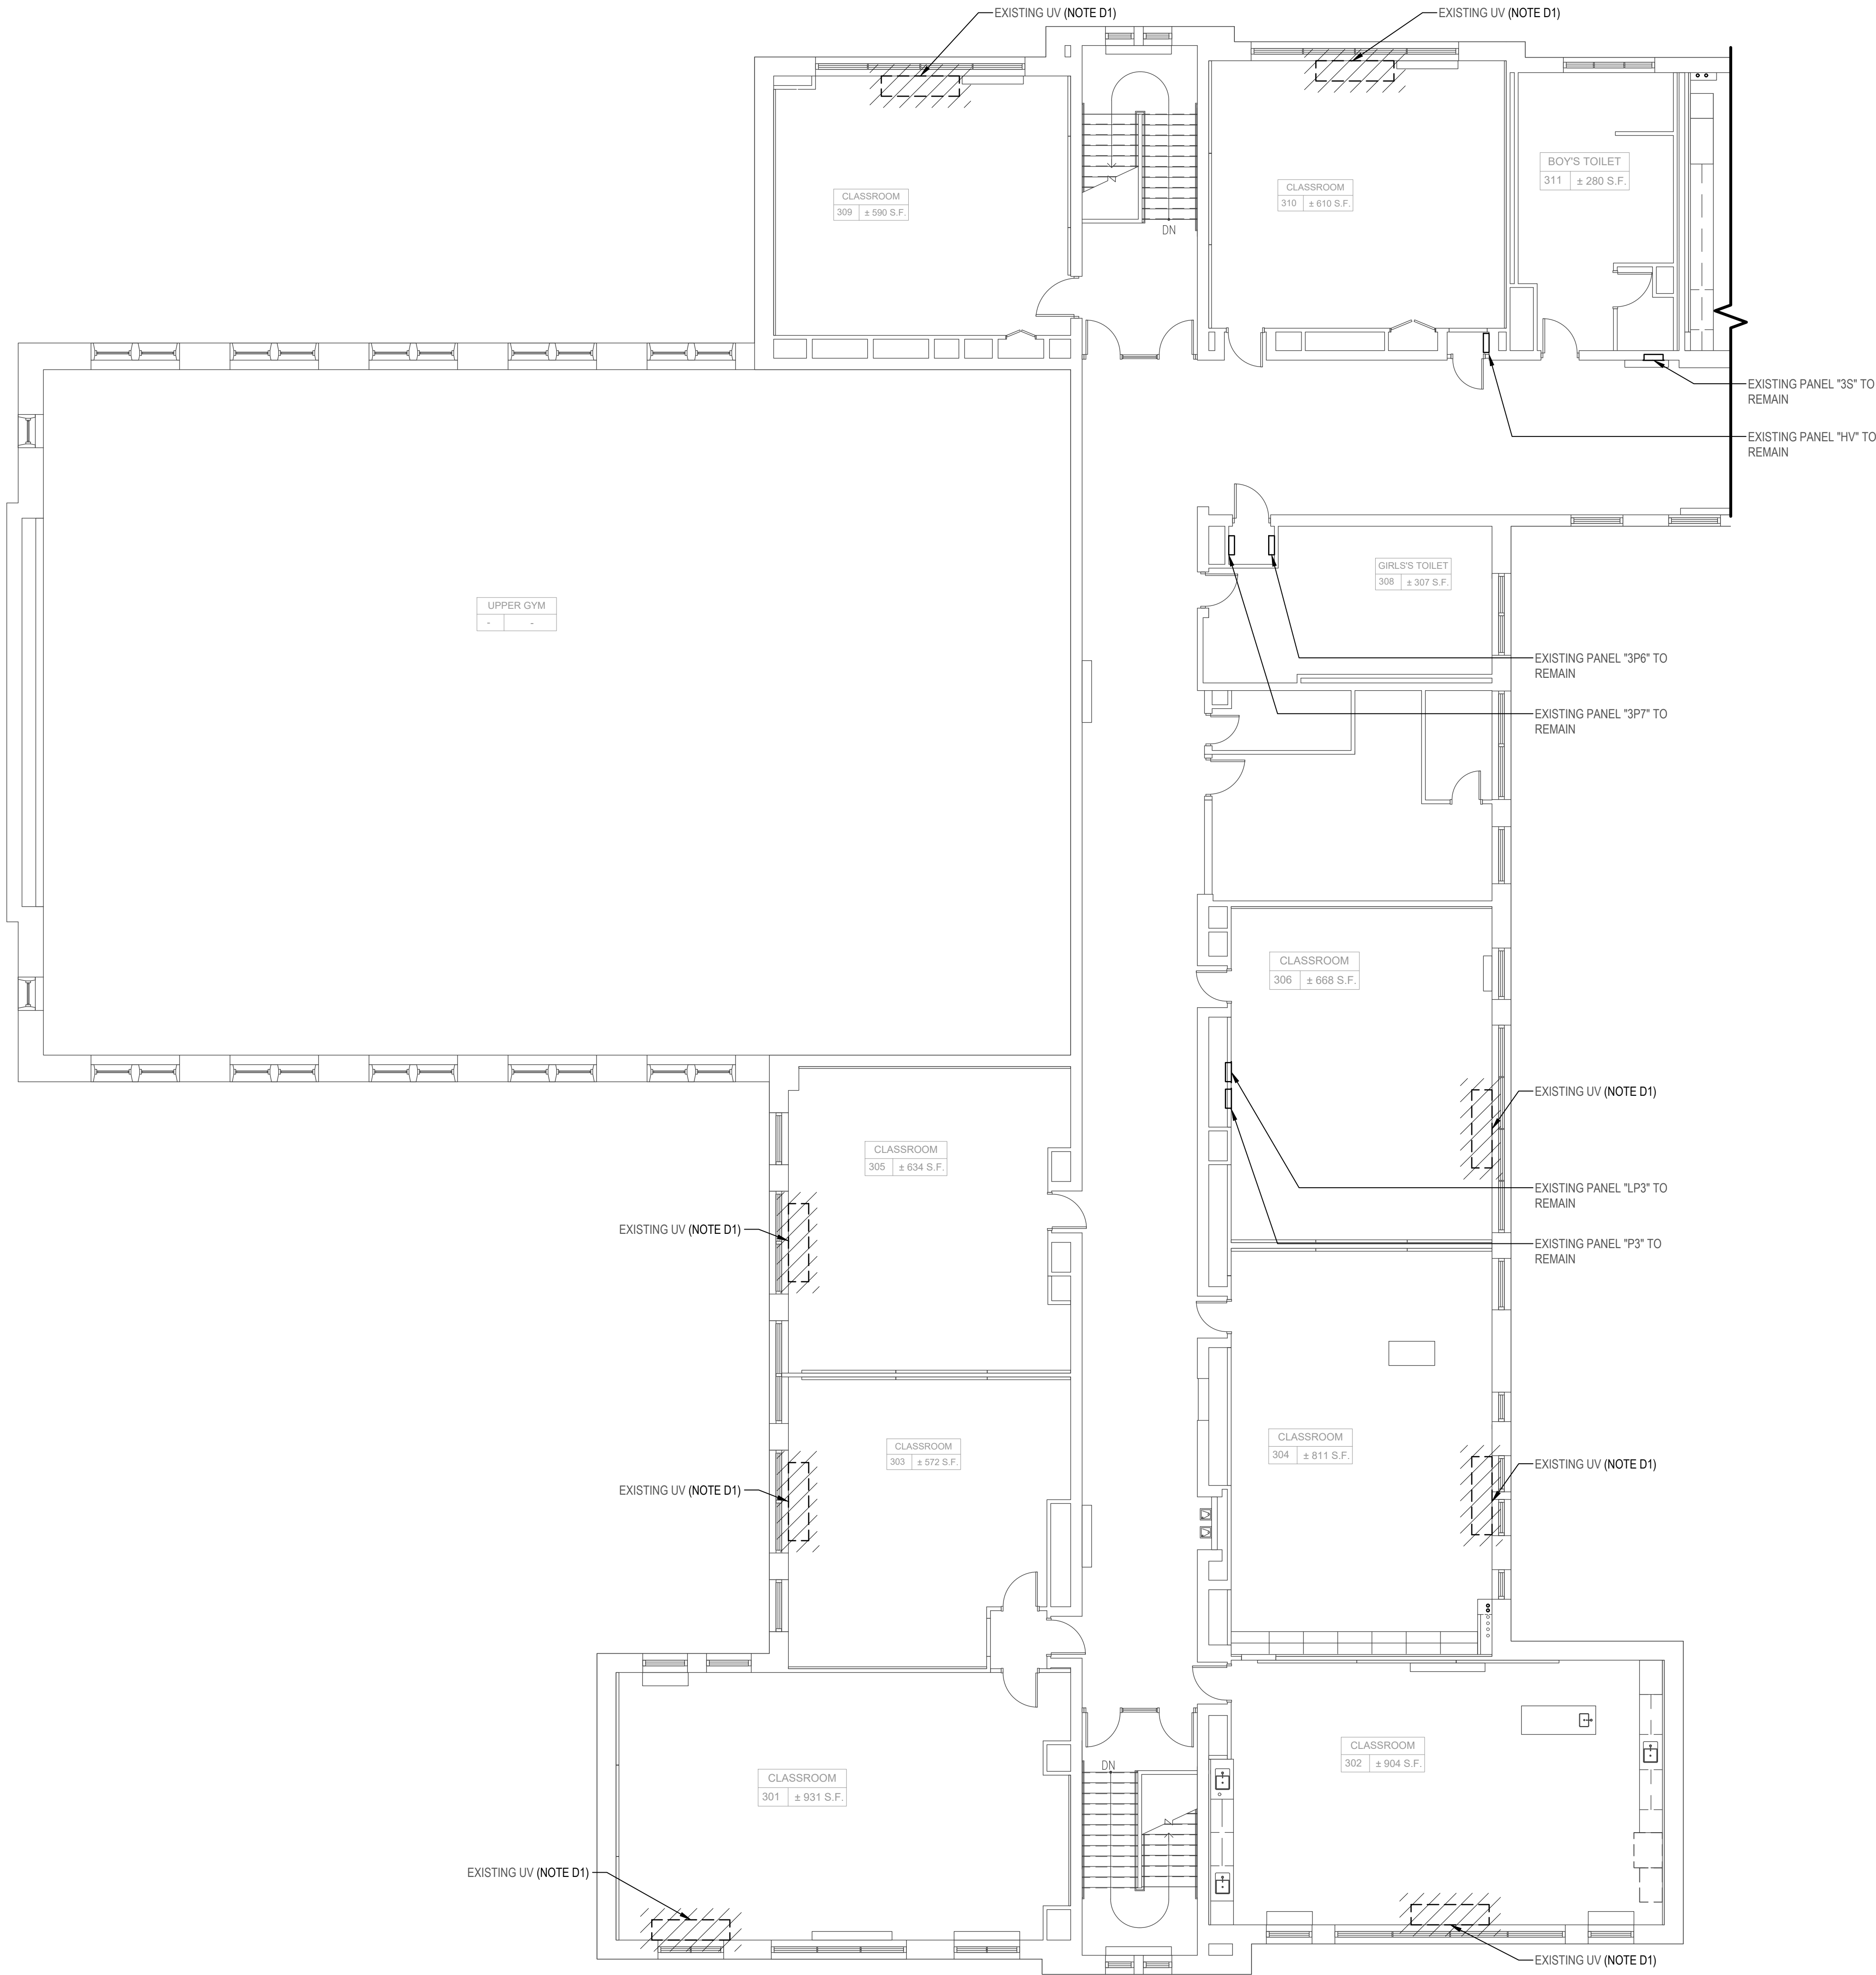 EXISTING UV (NOTE D1)
EXISTING UV (NOTE D1)
BOY'S TOILET
311 ± 280 S.F.
CLASSROOM
309 ± 590 S.F.
CLASSROOM
310 ± 610 S.F.
DN
EXISTING PANEL "3S" TO
REMAIN
EXISTING PANEL "HV" TO
REMAIN
GIRLS'S TOILET
308 ± 307 S.F.
UPPER GYM
- -
EXISTING PANEL "3P6" TO
REMAIN
EXISTING PANEL "3P7" TO
REMAIN
CLASSROOM
306 ± 668 S.F.
EXISTING UV (NOTE D1)
CLASSROOM
305 ± 634 S.F.
EXISTING PANEL "LP3" TO
REMAIN
EXISTING UV (NOTE D1)
EXISTING PANEL "P3" TO
REMAIN
CLASSROOM
304 ± 811 S.F.
CLASSROOM
303 ± 572 S.F.
EXISTING UV (NOTE D1)
EXISTING UV (NOTE D1)
DN
CLASSROOM
302 ± 904 S.F.
CLASSROOM
301 ± 931 S.F.
EXISTING UV (NOTE D1)
EXISTING UV (NOTE D1)